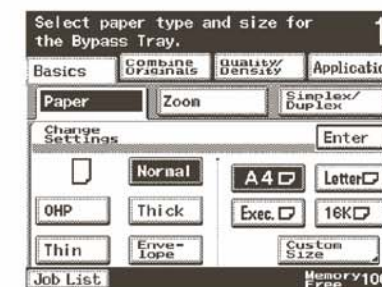 Select paper type and size for
the Bypass Tray.
1
Basics
Combine
Originals
Quality/
Density
Applicatio
Paper
Zoom
Simplex/
Duplex
Change
Settings
Enter
Normal
A4
Letter
OHP
Thick
Exec.
16K
Thin
Enve-
lope
Custom
Size
Job List
Memory
Free
100